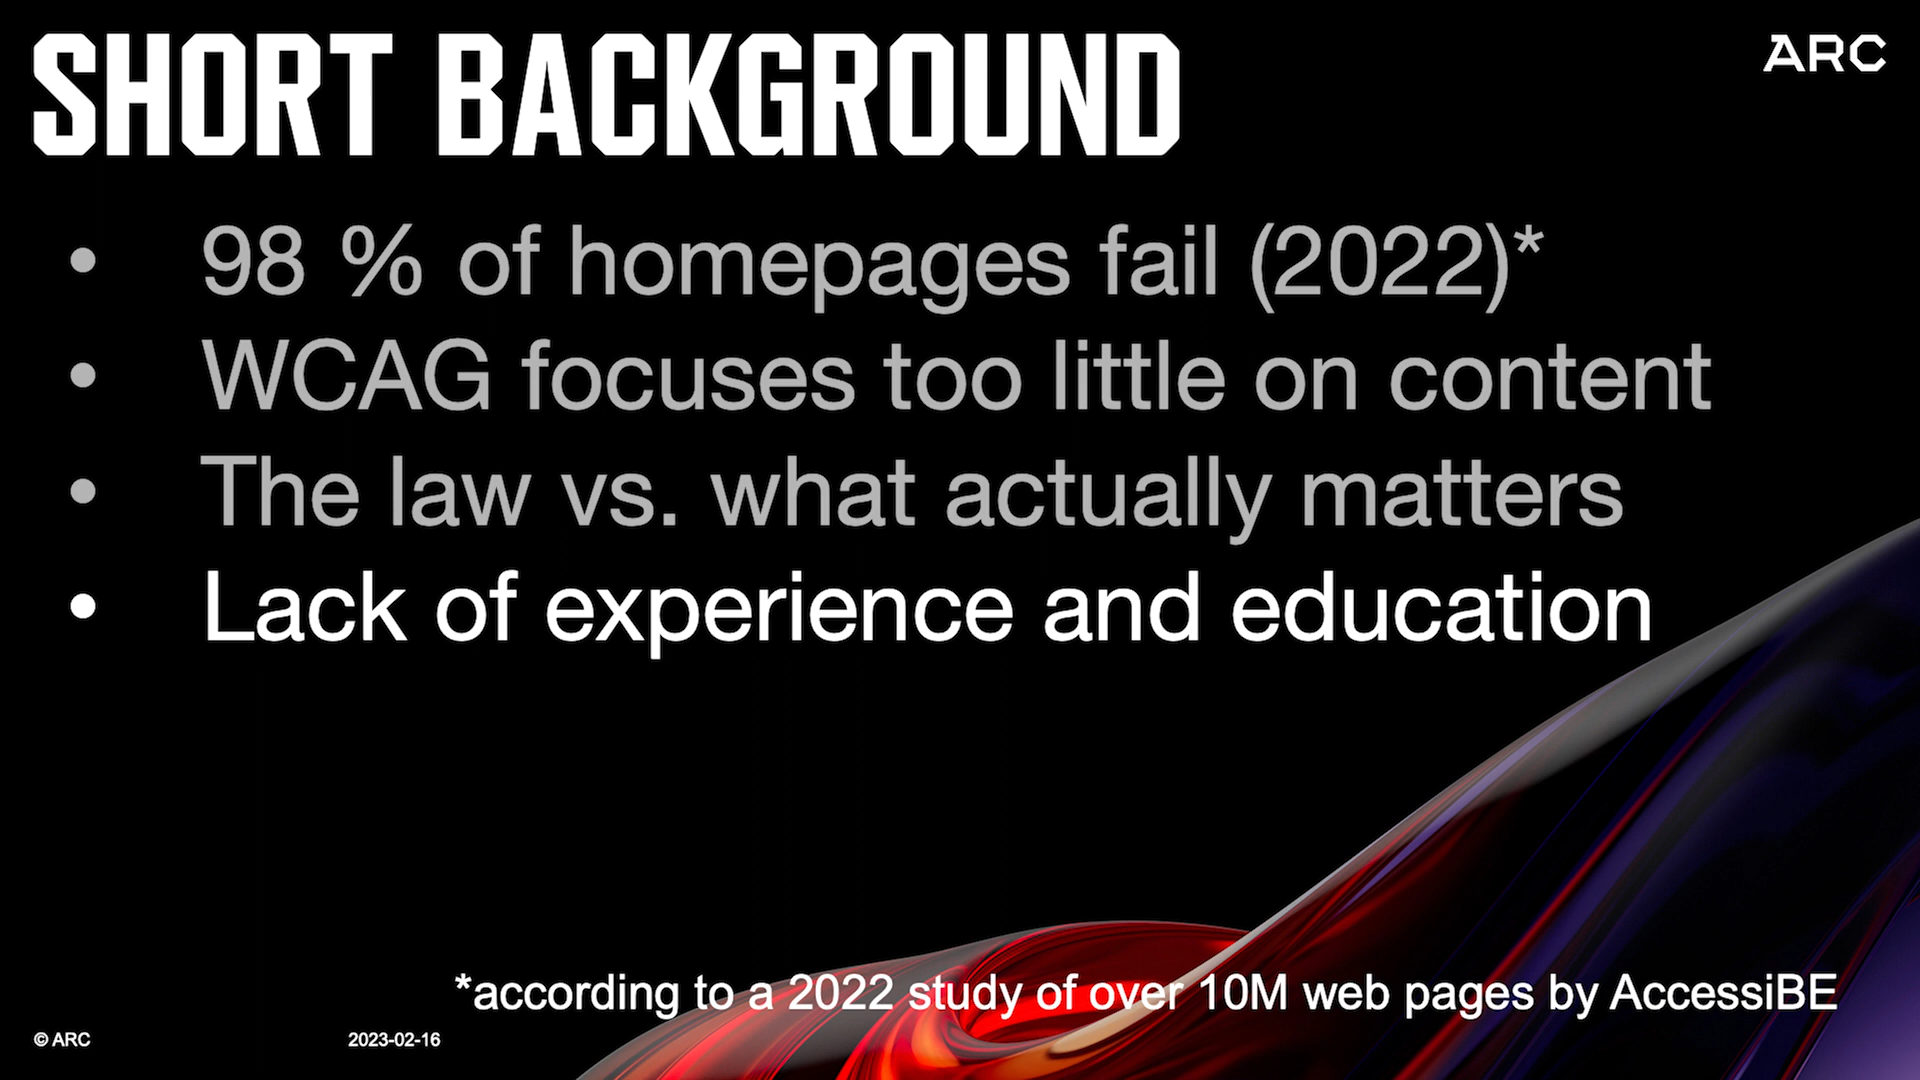 SHORT BACKGROUND
ARC
• 98 % of homepages fail (2022)*
• WCAG focuses too little on content
• The law vs. what actually matters
• Lack of experience and education
*according to a 2022 study of over 10M web pages by AccessiBE
© ARC
2023-02-16